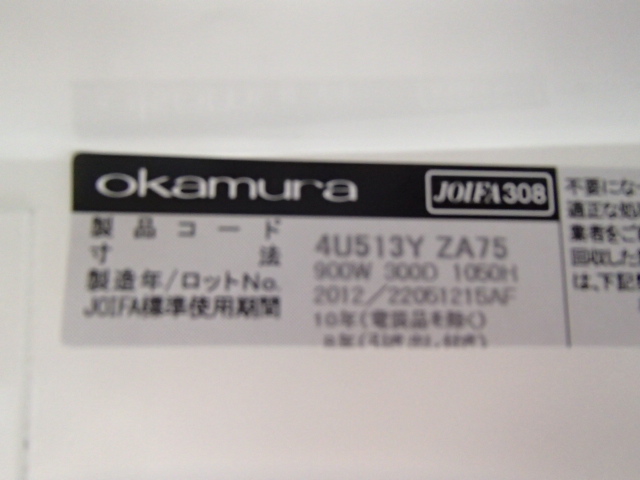 okamura JOIFA308
製品コード 4U513Y ZA75
寸法 900W 300D 1050H
製造年/ロットNo. 2012/22051215AF
JOIFA標準使用期間 10年(電装品を除く)
不要になっ
適正な処
業者をご
回収した
は、下記